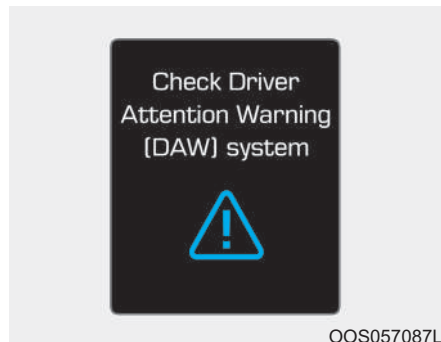 Check Driver
Attention Warning
(DAW) system
OOS057087L